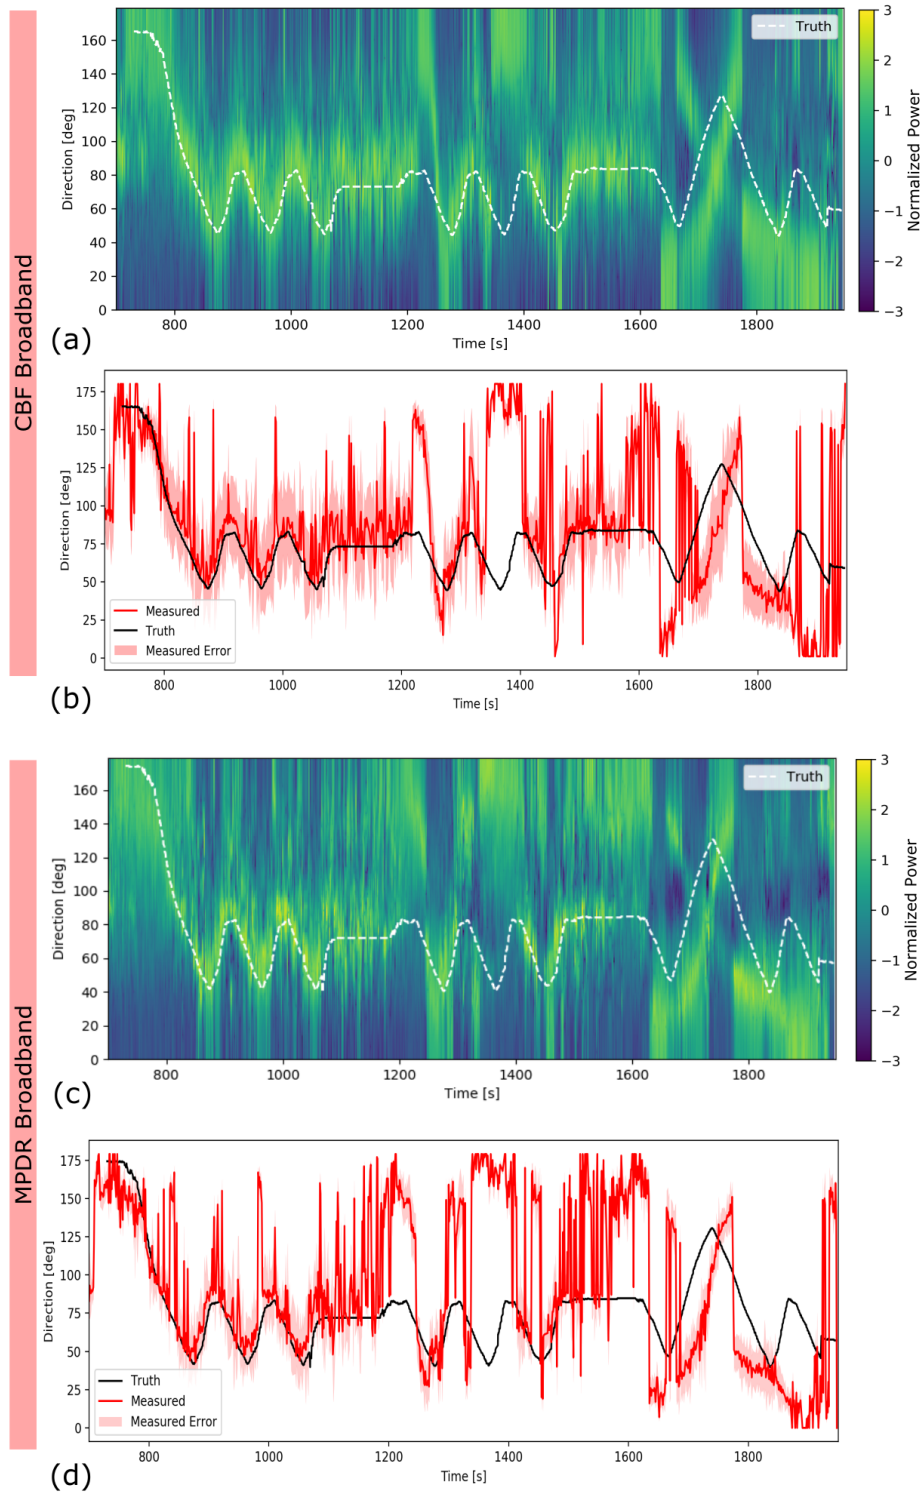 CBF Broadband
160
140
120
100
80
60
40
20
0
Direction [deg]
Truth
800 1000 1200 1400 1600 1800
Time [s]
3
2
1
0
−1
−2
−3
Normalized Power
(a)
175
150
125
100
75
50
25
0
Direction [deg]
Measured
Truth
Measured Error
800 1000 1200 1400 1600 1800
Time [s]
(b)
MPDR Broadband
160
140
120
100
80
60
40
20
0
Direction [deg]
Truth
800 1000 1200 1400 1600 1800
Time [s]
3
2
1
0
−1
−2
−3
Normalized Power
(c)
175
150
125
100
75
50
25
0
Direction [deg]
Truth
Measured
Measured Error
800 1000 1200 1400 1600 1800
Time [s]
(d)